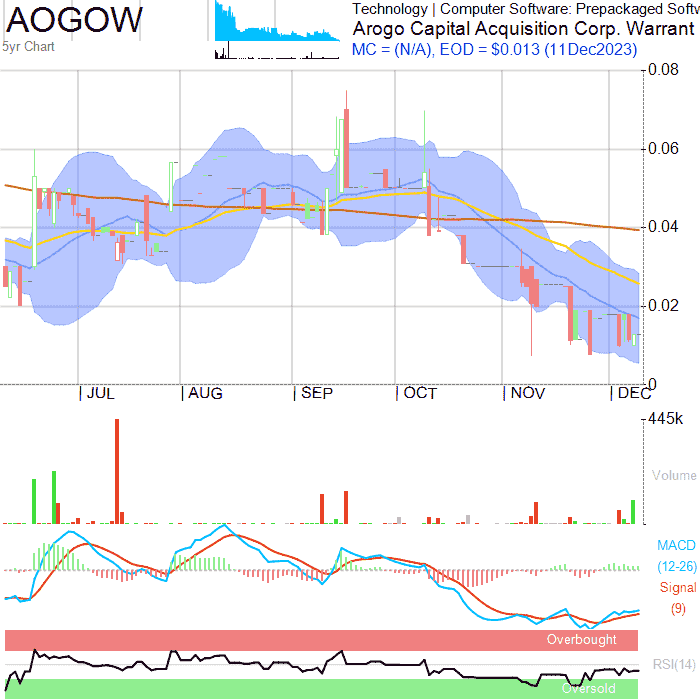 AOGOW
5yr Chart
Technology | Computer Software: Prepackaged Softw
Arogo Capital Acquisition Corp. Warrant
MC = (N/A), EOD = $0.013 (11Dec2023)
0.08
0.06
0.04
0.02
0
JUL
AUG
SEP
OCT
NOV
DEC
445k
Volume
MACD
(12-26)
Signal
(9)
Overbought
RSI(14)
Oversold